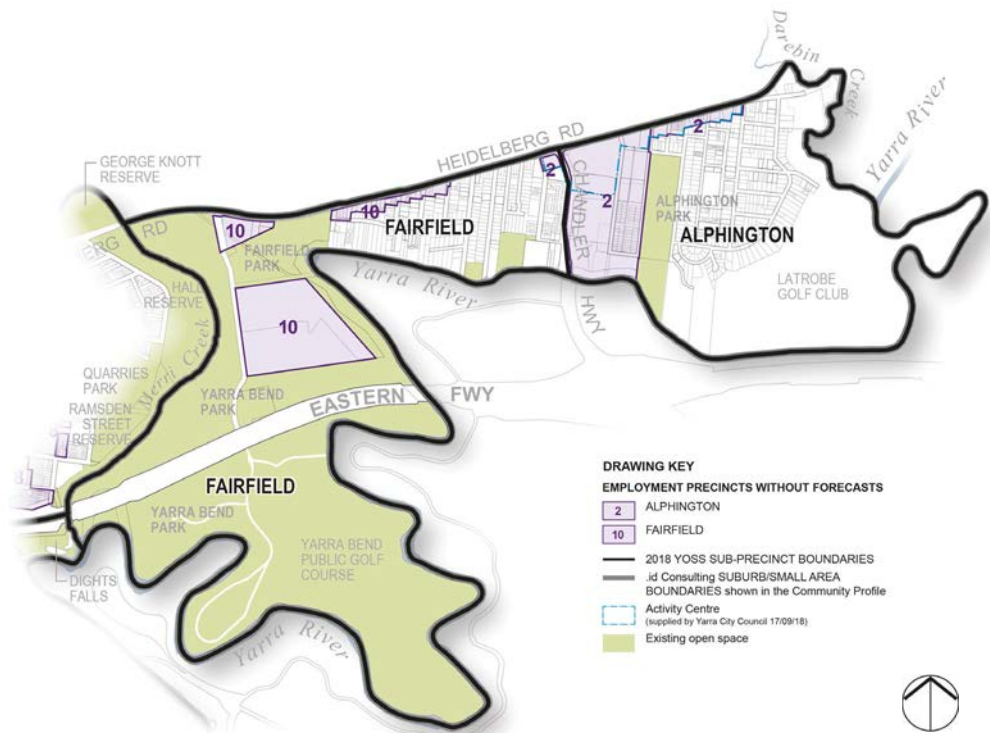 Darebin
Creek
Yarra River
GEORGE KNOTT
RESERVE
HEIDELBERG RD
2
2
CHANDLER
HWY
2
10
FAIRFIELD
ALPHINGTON
PARK
ALPHINGTON
10
FAIRFIELD
PARK
ERG RD
HALL
RESERVE
Yarra River
LATROBE
GOLF CLUB
10
Merri Creek
QUARRIES
PARK
RAMSDEN
STREET
RESERVE
YARRA BEND
PARK
EASTERN FWY
FAIRFIELD
YARRA BEND
PARK
YARRA BEND
PUBLIC GOLF
COURSE
DIGHTS
FALLS
Yarra River
DRAWING KEY
EMPLOYMENT PRECINCTS WITHOUT FORECASTS
2 ALPHINGTON
10 FAIRFIELD
2018 YOSS SUB-PRECINCT BOUNDARIES
.id Consulting SUBURB/SMALL AREA
BOUNDARIES shown in the Community Profile
Activity Centre
(supplied by Yarra City Council 17/09/18)
Existing open space